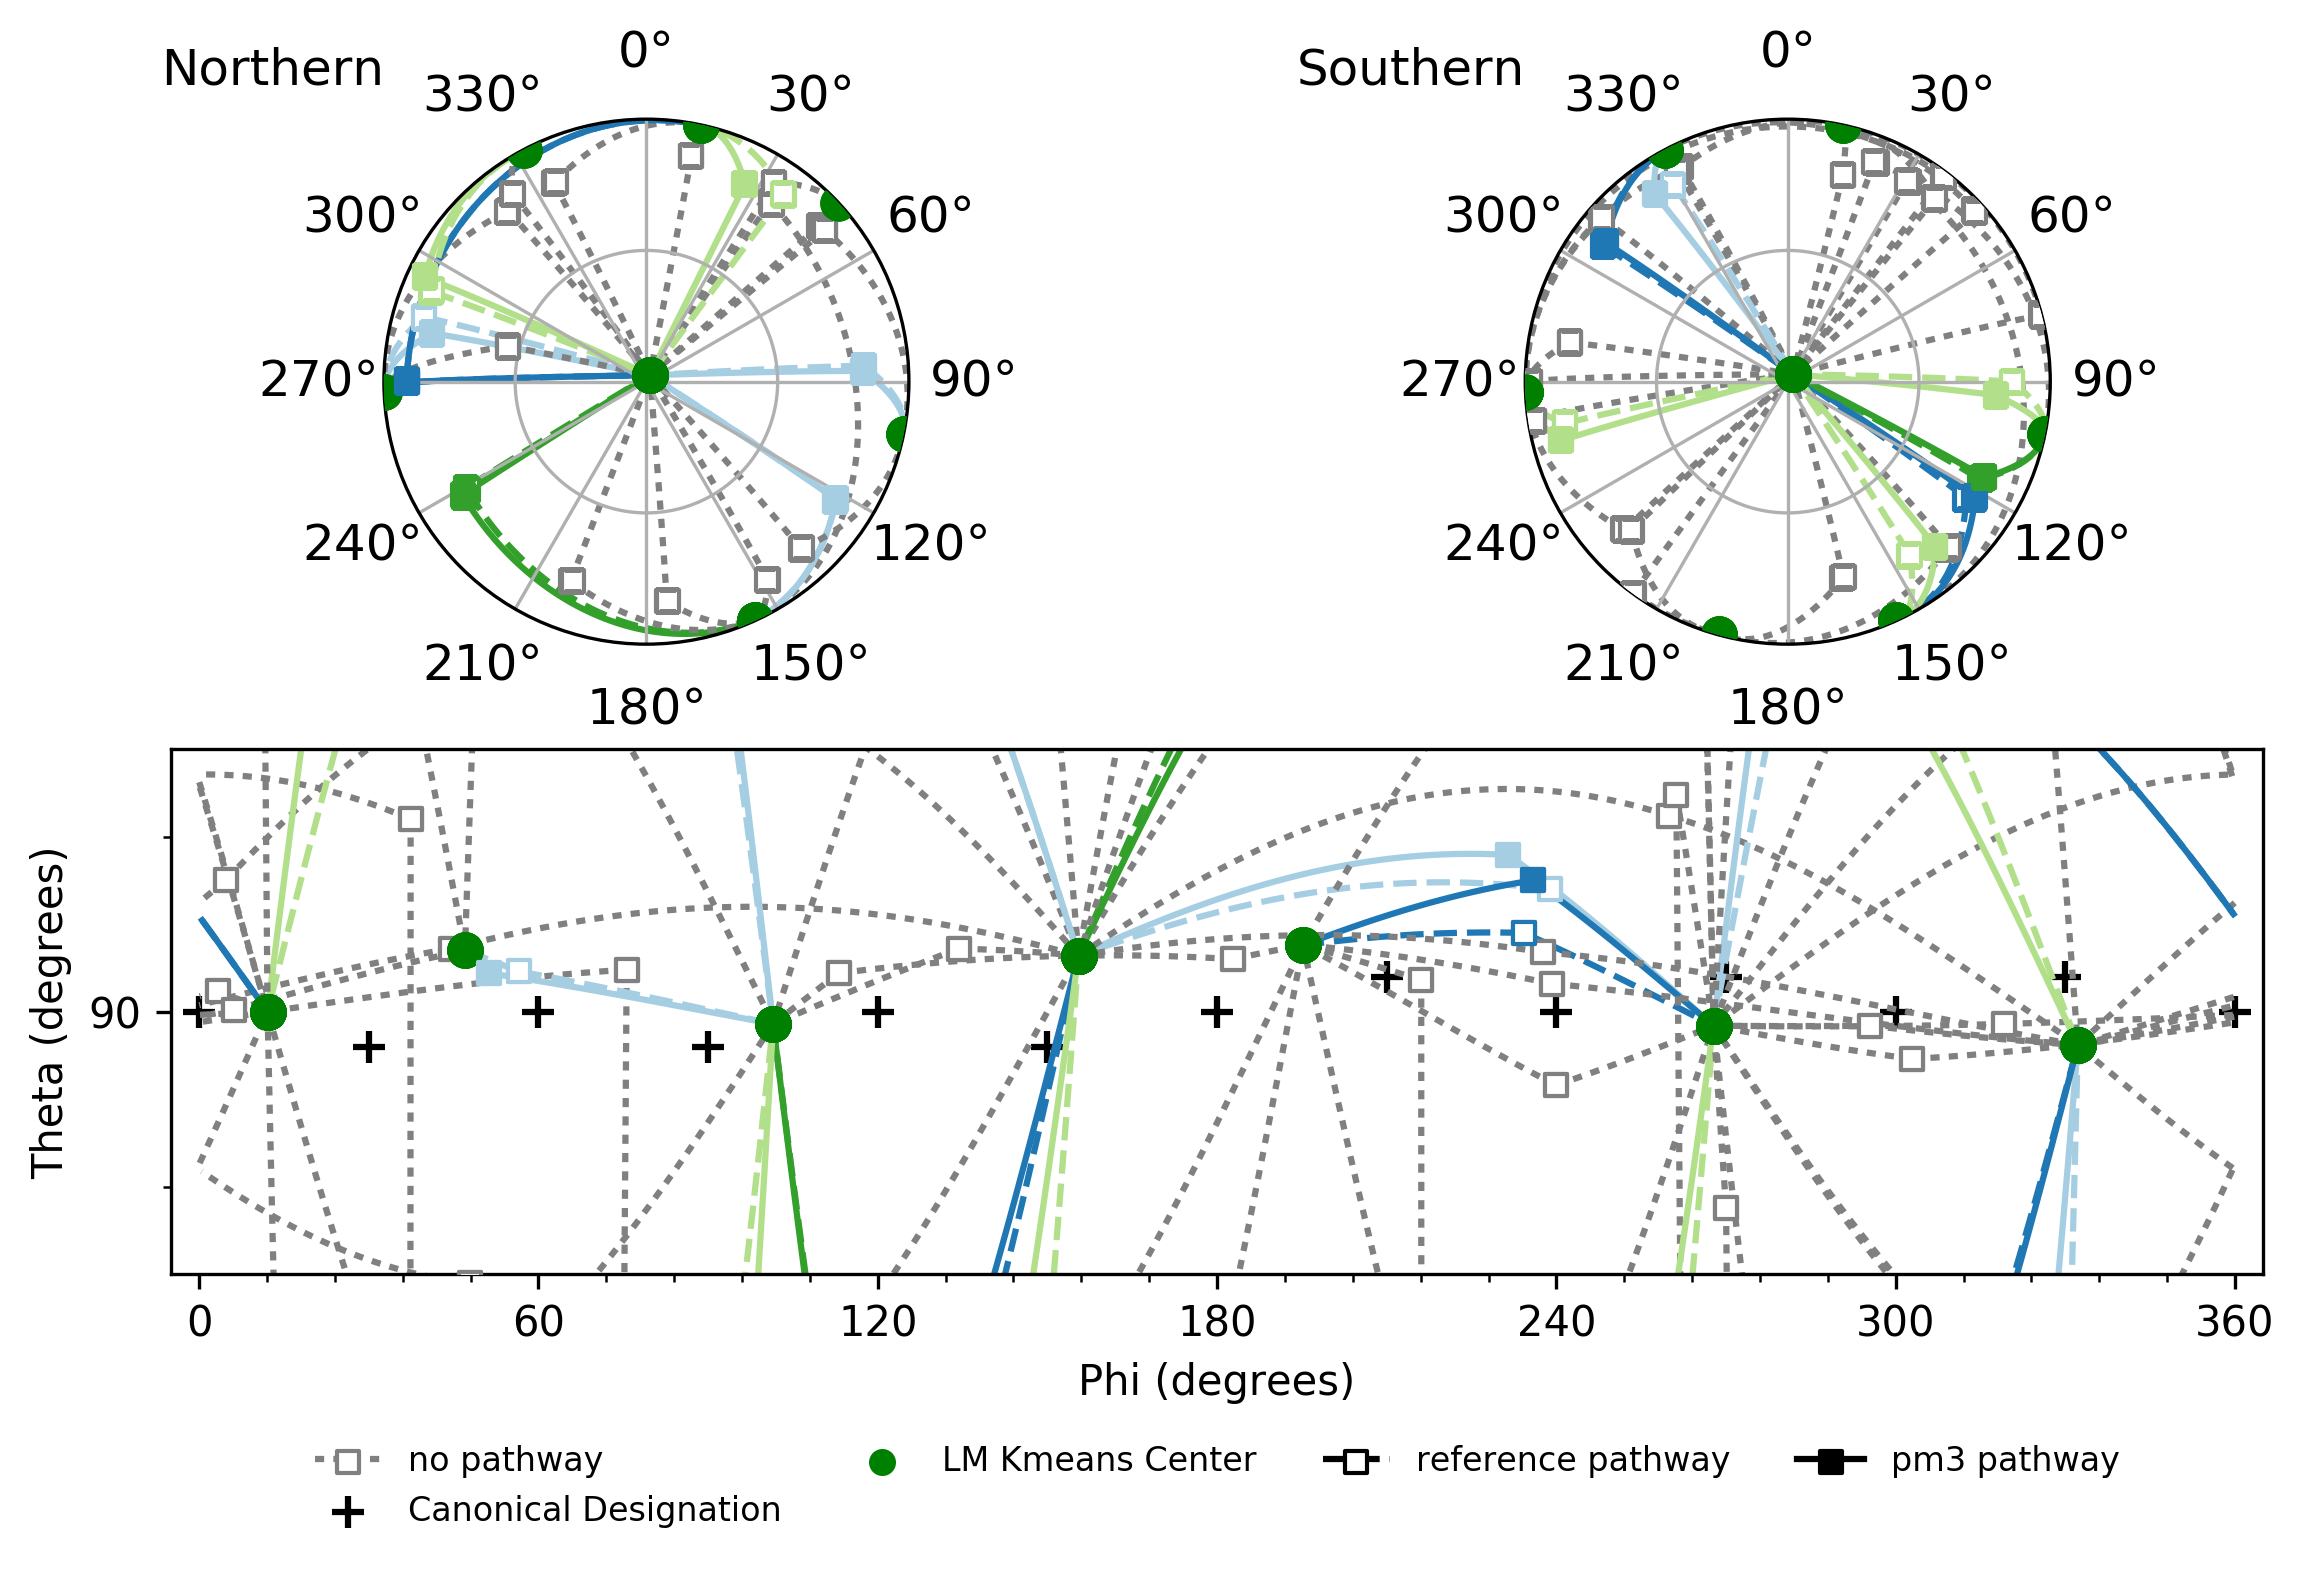 Northern
0°
330°
30°
300°
60°
270°
90°
240°
120°
210°
150°
180°
Southern
0°
330°
30°
300°
60°
270°
90°
240°
120°
210°
150°
180°
Theta (degrees)
90
0 60 120 180 240 300 360
Phi (degrees)
no pathway
LM Kmeans Center
reference pathway
pm3 pathway
Canonical Designation